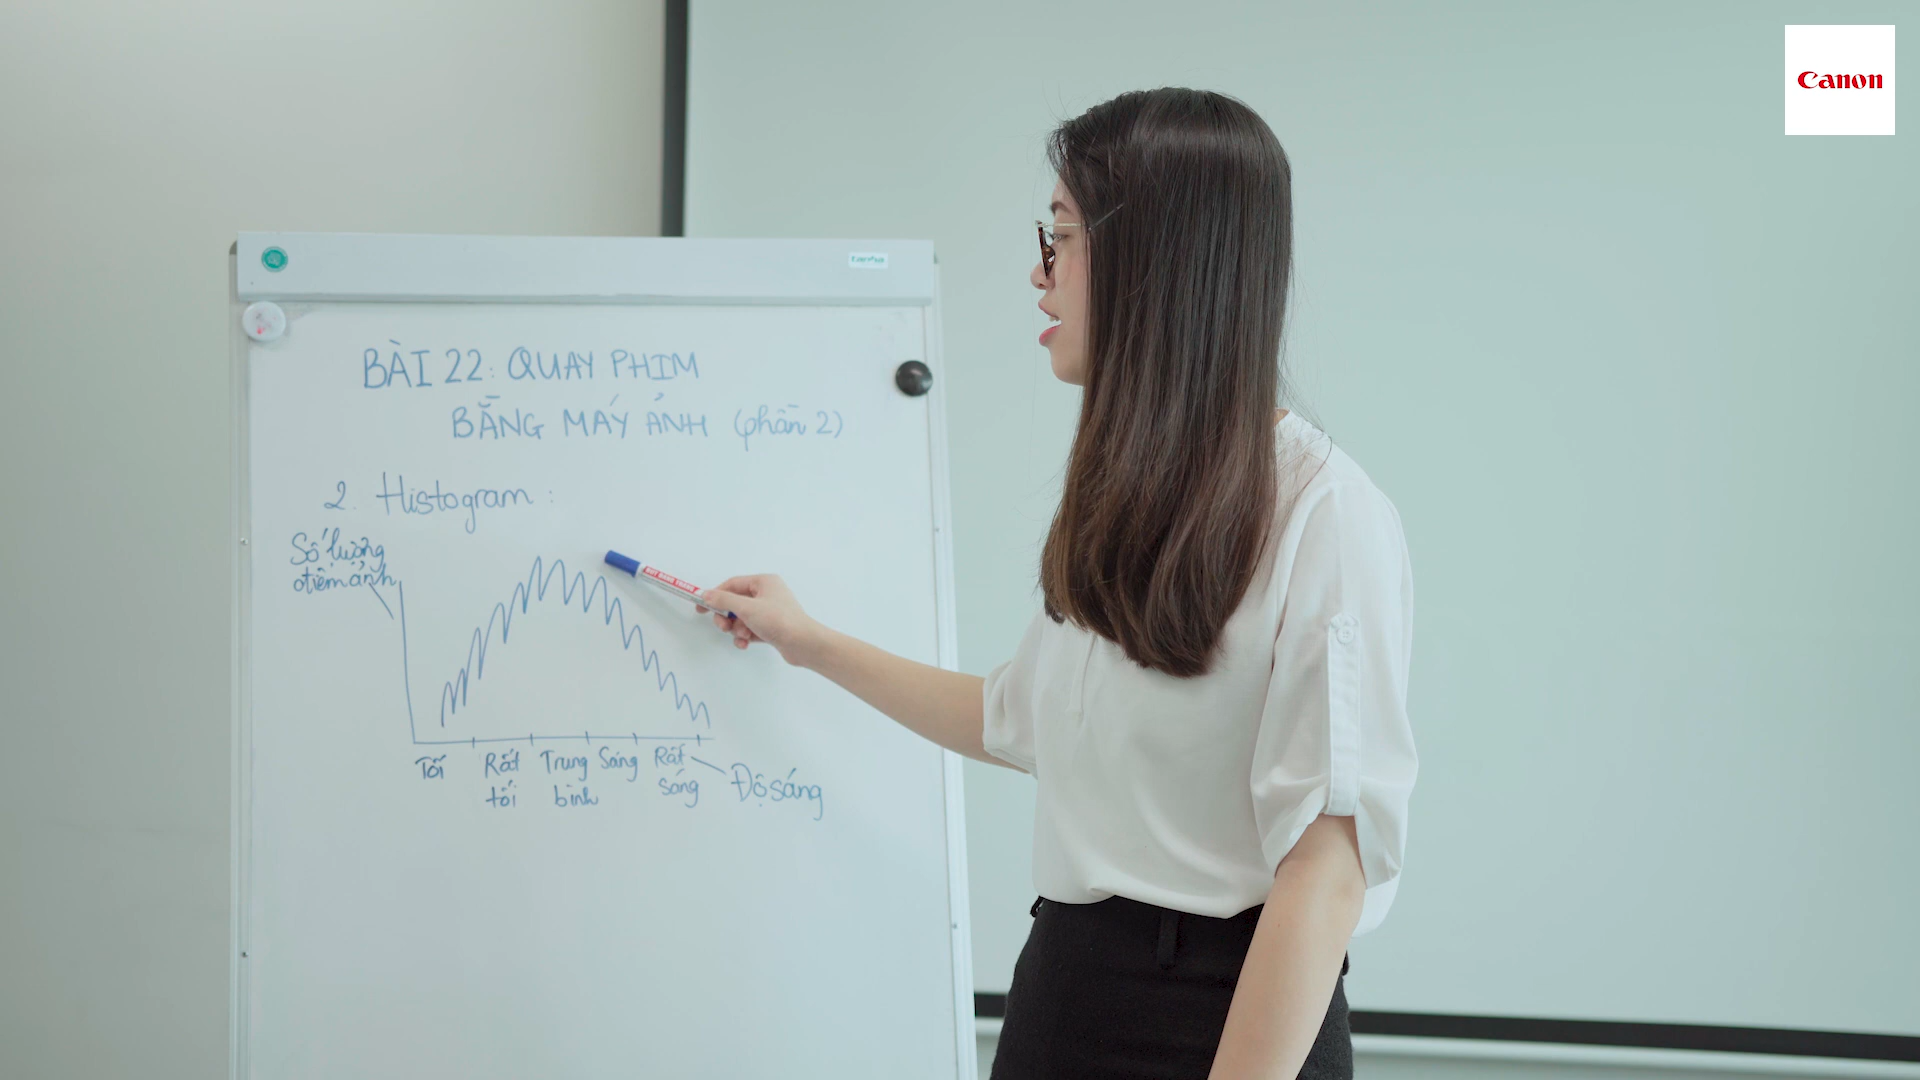 Canon
BÀI 22: QUAY PHIM
BẰNG MÁY ẢNH (phần 2)
2. Histogram :
Số lượng
điểm ảnh
Tối
Rất
tối
Trung
bình
Sáng
Rất
sáng
Độ sáng